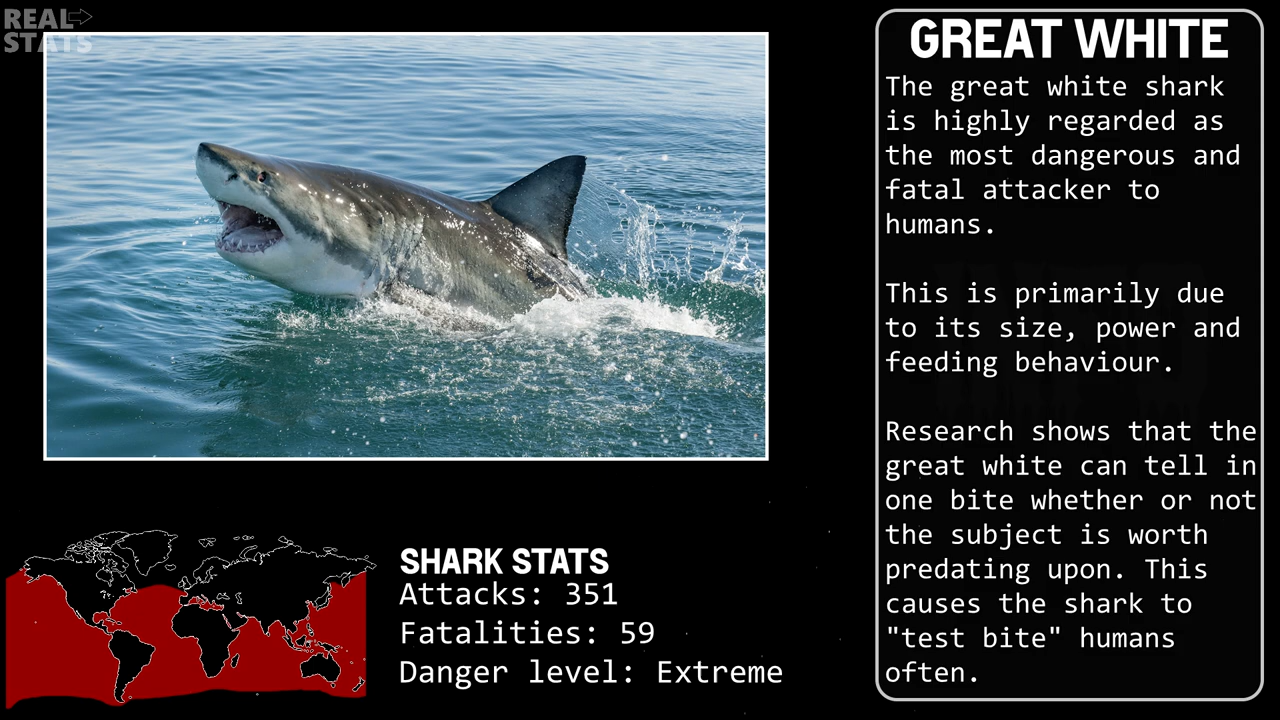 REAL
STATS
GREAT WHITE
The great white shark
is highly regarded as
the most dangerous and
fatal attacker to
humans.
This is primarily due
to its size, power and
feeding behaviour.
Research shows that the
great white can tell in
one bite whether or not
the subject is worth
predating upon. This
causes the shark to
"test bite" humans
often.
SHARK STATS
Attacks: 351
Fatalities: 59
Danger level: Extreme